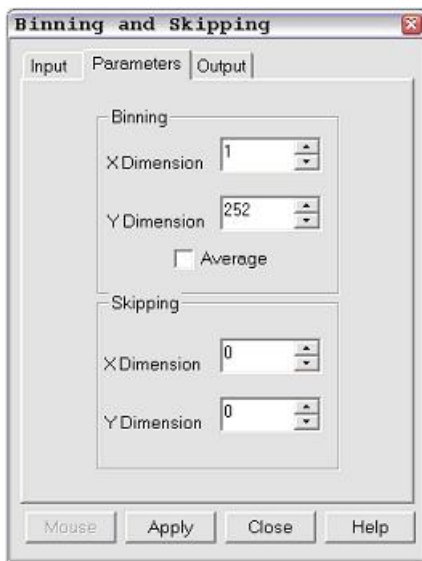 Binning and Skipping
Input Parameters Output
Binning
X Dimension 1
Y Dimension 252
Average
Skipping
X Dimension 0
Y Dimension 0
Mouse Apply Close Help